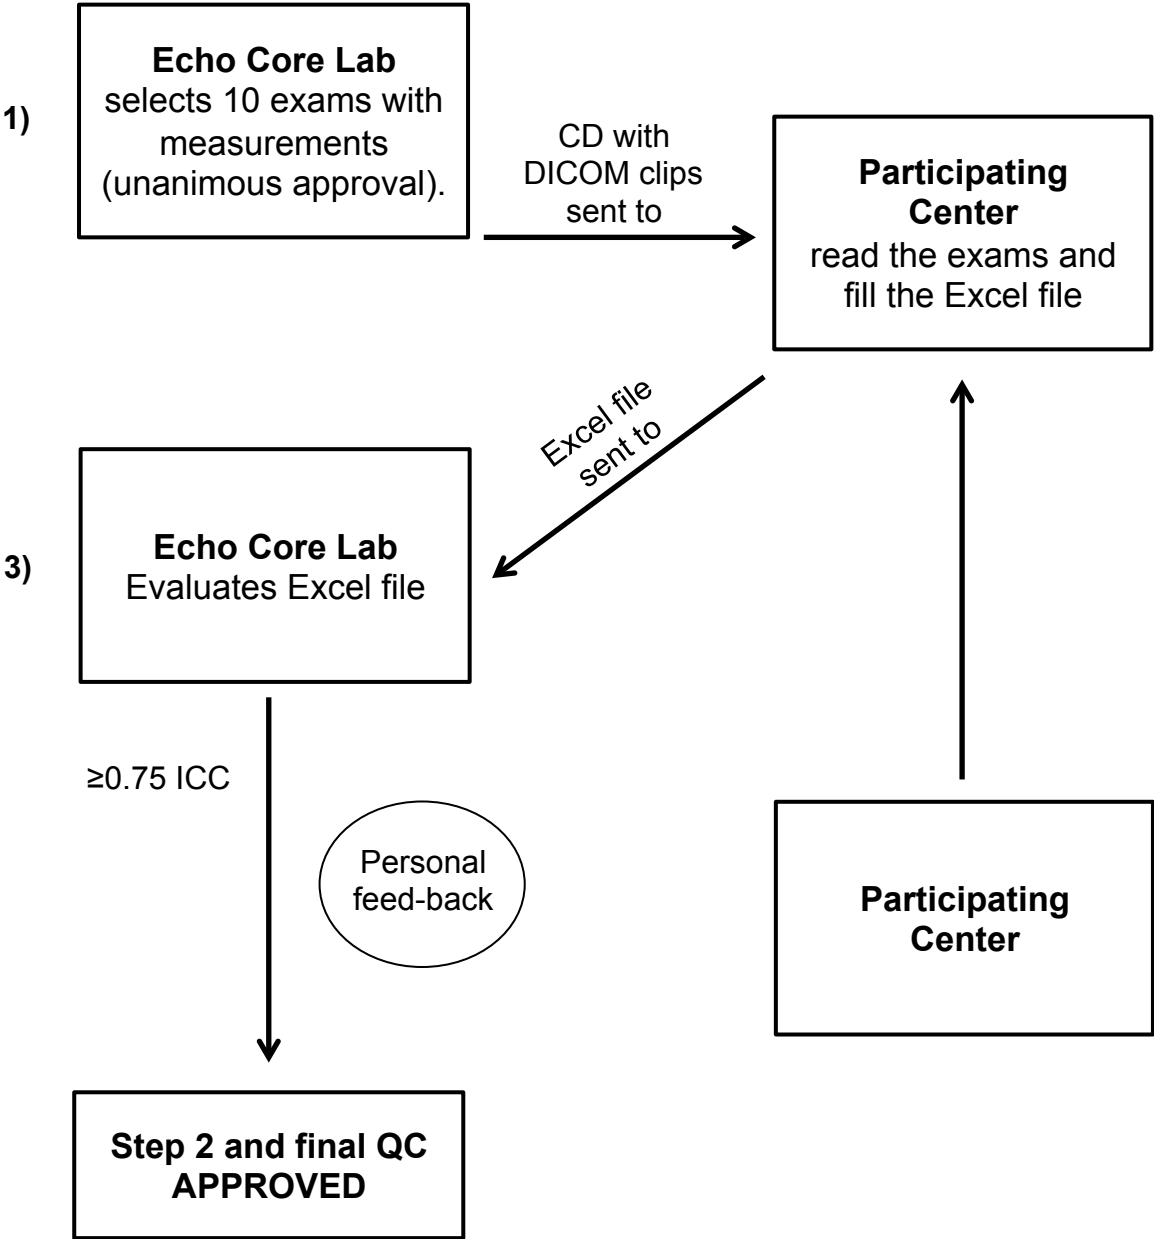 1)
Echo Core Lab
selects 10 exams with
measurements
(unanimous approval).
CD with
DICOM clips
sent to
Participating
Center
read the exams and
fill the Excel file
Excel file
sent to
3)
Echo Core Lab
Evaluates Excel file
≥0.75 ICC
Personal
feed-back
Participating
Center
Step 2 and final QC
APPROVED